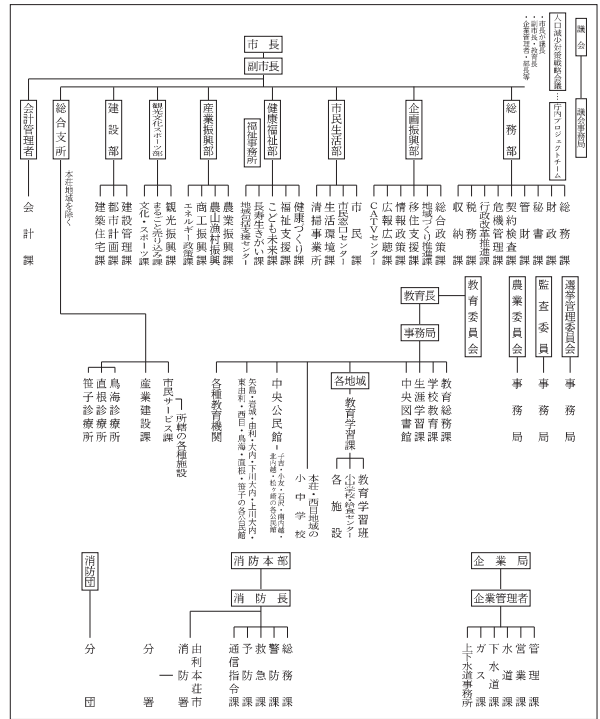 議会
議会事務局
人口減少対策戦略会議
庁内プロジェクトチーム
・市長が議長
・副市長・教育長
・企業管理者・部長等
市長
副市長
総務部
総務課
秘書課
財政課
管財課
契約検査課
危機管理課
行政改革推進課
税務課
収納課
企画振興部
総合政策課
地域づくり推進課
移住支援課
情報政策課
広報広聴課
CATVセンター
市民生活部
市民課
市民窓口センター
生活環境課
清掃事業所
健康福祉部
福祉事務所
健康づくり課
福祉支援課
こども未来課
長寿生きがい課
地域包括支援センター
産業振興部
農業振興課
農山漁村振興課
商工振興課
エネルギー政策課
観光文化スポーツ部
観光振興課
まるごと売り込み課
文化・スポーツ課
建設部
建設管理課
都市計画課
建築住宅課
総合支所
本荘地域を除く
会計管理者
会計課
選挙管理委員会
事務局
監査委員
事務局
農業委員会
事務局
教育委員会
教育長
事務局
教育総務課
学校教育課
生涯学習課
中央図書館
各地域
教育学習課
教育学習班
小中学校・給食センター
各施設
本荘・西目地域の
小中学校
中央公民館
子吉・小友・石沢・南内越・
北内越・松ヶ崎の各公民館
矢島・岩城・由利・大内・下川大内・上川大内・
東由利・西目・鳥海・直根・笹子の各公民館
各種教育機関
市民サービス課
所轄の各種施設
産業建設課
鳥海診療所
直根診療所
笹子診療所
企業局
企業管理者
管理課
営業課
水道課
下水道課
ガス課
上下水道事務所
消防本部
消防長
総務課
警防課
救急課
予防課
通信指令課
由利本荘市
消防署
分署
消防団
分団